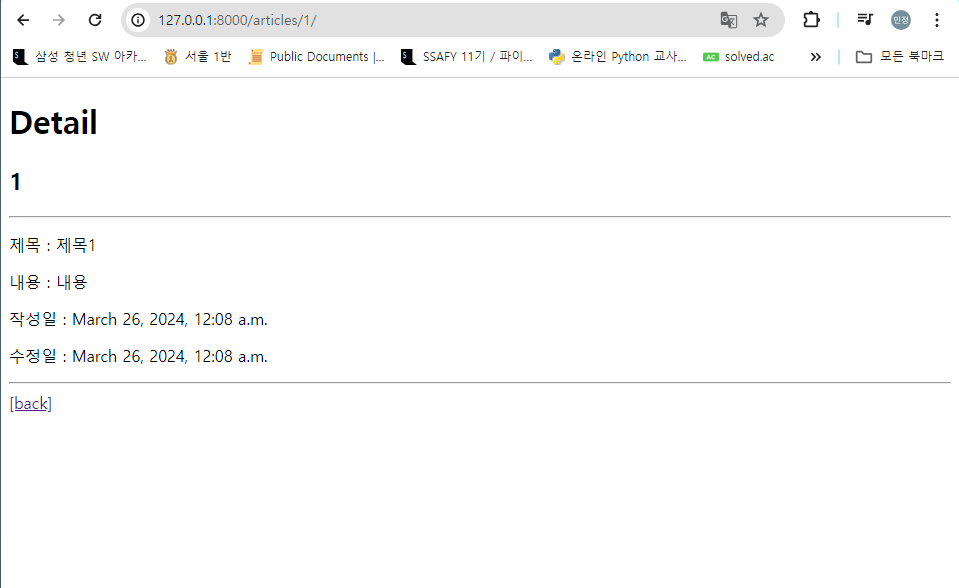 127.0.0.1:8000/articles/1/
민정
삼성 청년 SW 아카... 서울 1반 Public Documents |... SSAFY 11기 / 파이... 온라인 Python 교사... AC solved.ac » 모든 북마크
Detail
1
제목 : 제목1
내용 : 내용
작성일 : March 26, 2024, 12:08 a.m.
수정일 : March 26, 2024, 12:08 a.m.
[back]